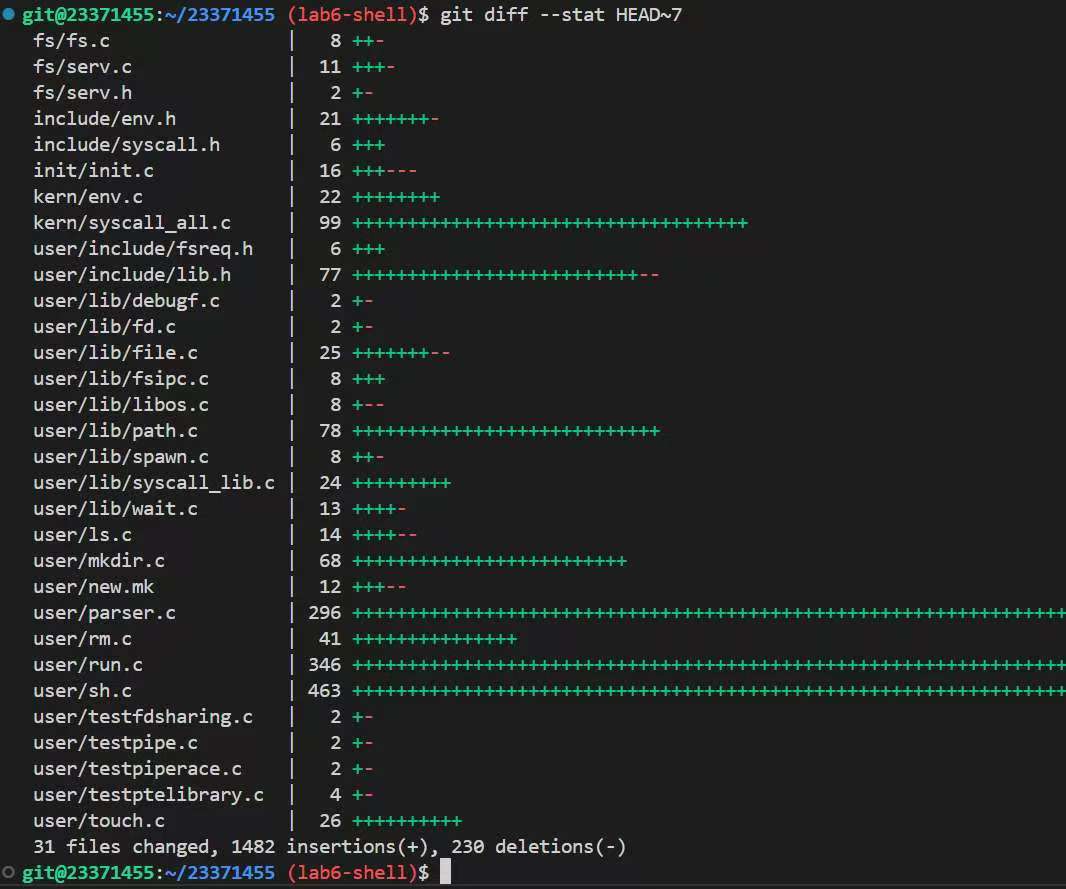 git@23371455:~/23371455 (lab6-shell)$ git diff --stat HEAD~7
fs/fs.c | 8 ++-
fs/serv.c | 11 +++-
fs/serv.h | 2 +-
include/env.h | 21 +++++++-
include/syscall.h | 6 +++
init/init.c | 16 +++---
kern/env.c | 22 ++++++++
kern/syscall_all.c | 99 ++++++++++++++++++++++++++++++++++++
user/include/fsreq.h | 6 +++
user/include/lib.h | 77 ++++++++++++++++++++++++++--
user/lib/debugf.c | 2 +-
user/lib/fd.c | 2 +-
user/lib/file.c | 25 +++++++--
user/lib/fsipc.c | 8 +++
user/lib/libos.c | 8 +--
user/lib/path.c | 78 ++++++++++++++++++++++++++++
user/lib/spawn.c | 8 ++-
user/lib/syscall_lib.c | 24 +++++++++
user/lib/wait.c | 13 ++++-
user/ls.c | 14 ++++--
user/mkdir.c | 68 +++++++++++++++++++++++++
user/new.mk | 12 +++--
user/parser.c | 296 +++++++++++++++++++++++++++++++++++++++++++++++++++++++++++++++++
user/rm.c | 41 +++++++++++++++
user/run.c | 346 +++++++++++++++++++++++++++++++++++++++++++++++++++++++++++++++++
user/sh.c | 463 +++++++++++++++++++++++++++++++++++++++++++++++++++++++++++++++++
user/testfdsharing.c | 2 +-
user/testpipe.c | 2 +-
user/testpiperace.c | 2 +-
user/testptelibrary.c | 4 +-
user/touch.c | 26 ++++++++++
31 files changed, 1482 insertions(+), 230 deletions(-)
git@23371455:~/23371455 (lab6-shell)$